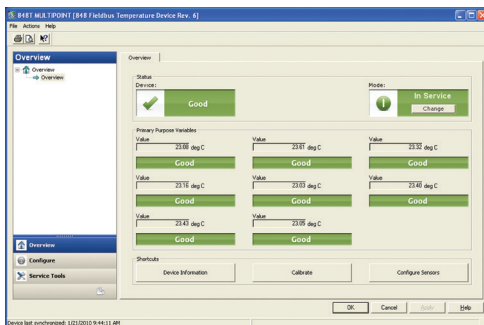 848T MULTIPOINT [848 Fieldbus Temperature Device Rev. 6]
File Actions Help
Overview
Overview
Overview
Overview
Status
Device:
Good
Mode:
In Service
Change
Primary Purpose Variables
Value Value Value
23.08 deg C 23.61 deg C 23.32 deg C
Good Good Good
Value Value Value
23.16 deg C 23.03 deg C 23.40 deg C
Good Good Good
Value Value
23.43 deg C 23.05 deg C
Good Good
Shortcuts
Device Information Calibrate Configure Sensors
Overview
Configure
Service Tools
OK Cancel Apply Help
Device last synchronized: 1/21/2010 9:44:11 AM